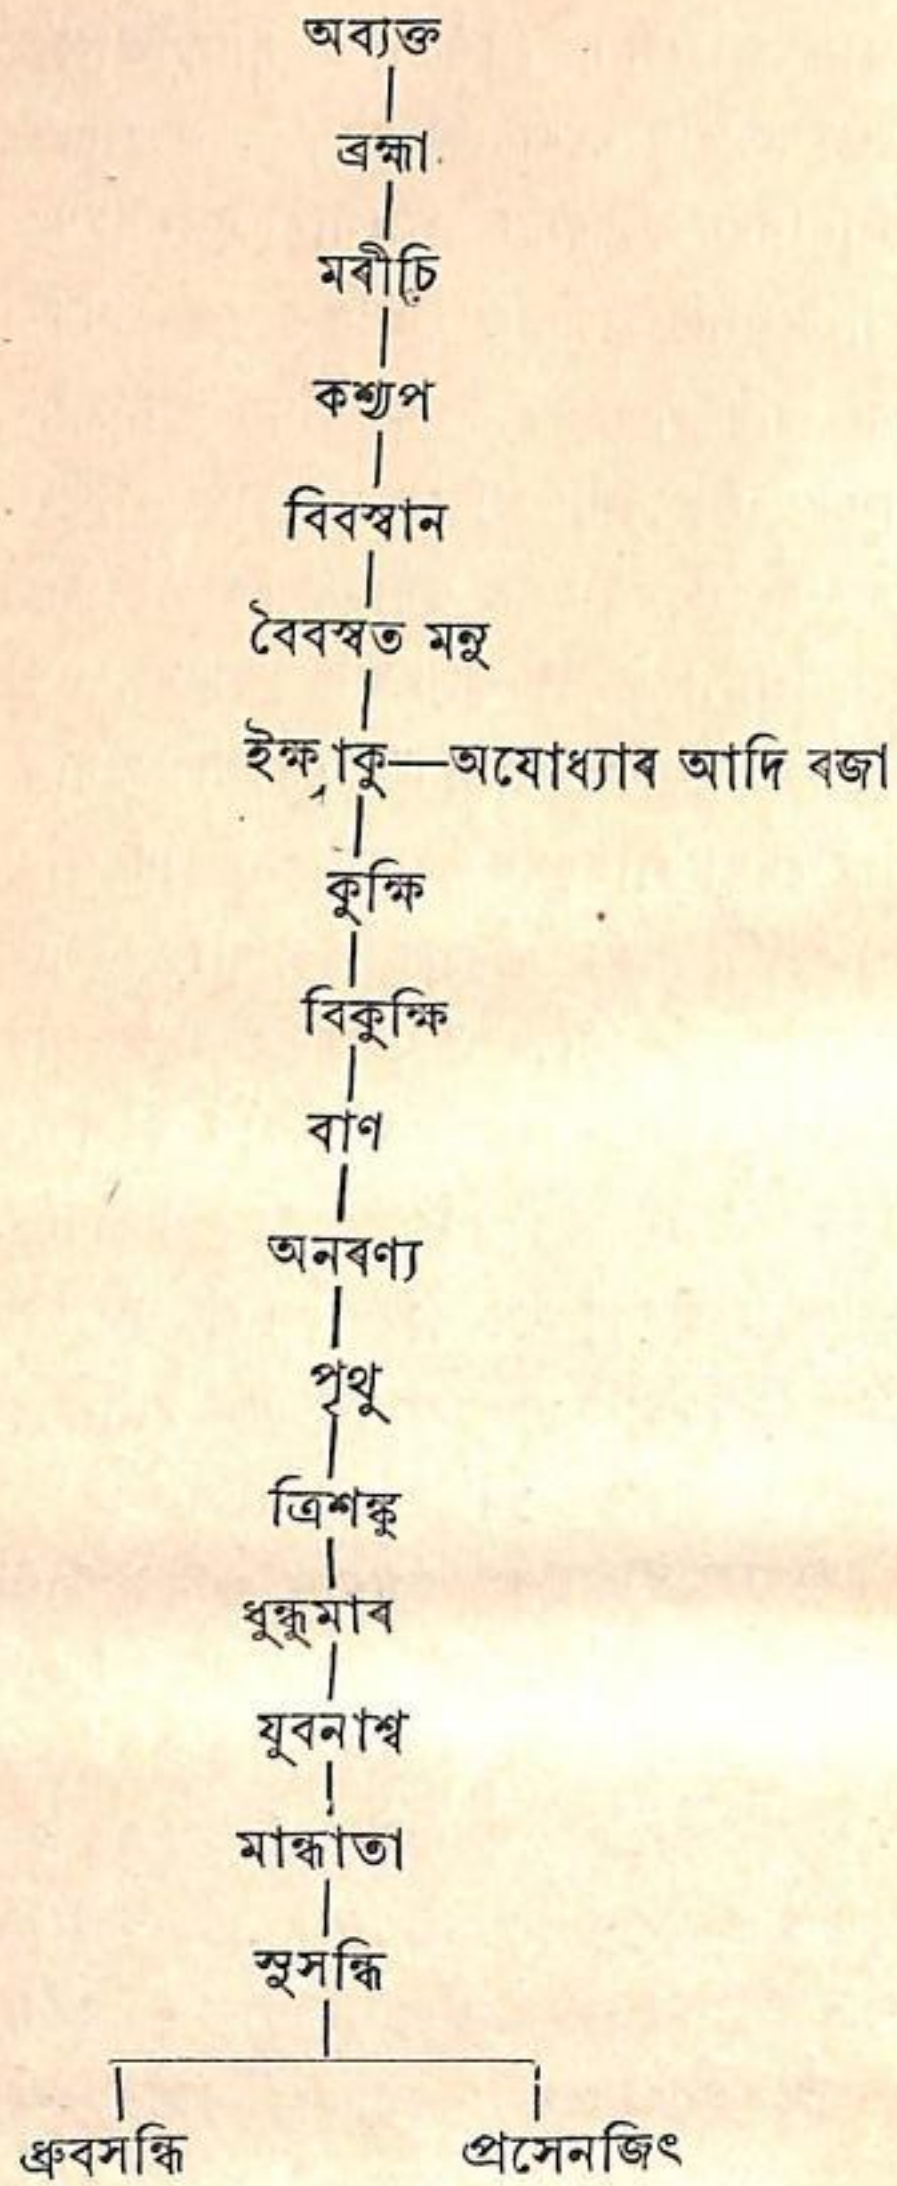 অব্যক্ত
ব্ৰহ্মা
মৰীচি
কশ্যপ
বিবস্বান
বৈবস্বত মনু
ইক্ষ্বাকু—অযোধ্যাৰ আদি ৰজা
কুক্ষি
বিকুক্ষি
বাণ
অনৰণ্য
পৃথু
ত্ৰিশঙ্কু
ধুন্ধুমাৰ
যুবনাশ্ব
মান্ধাতা
সুসন্ধি
ধ্ৰুবসন্ধি প্ৰসেনজিৎ